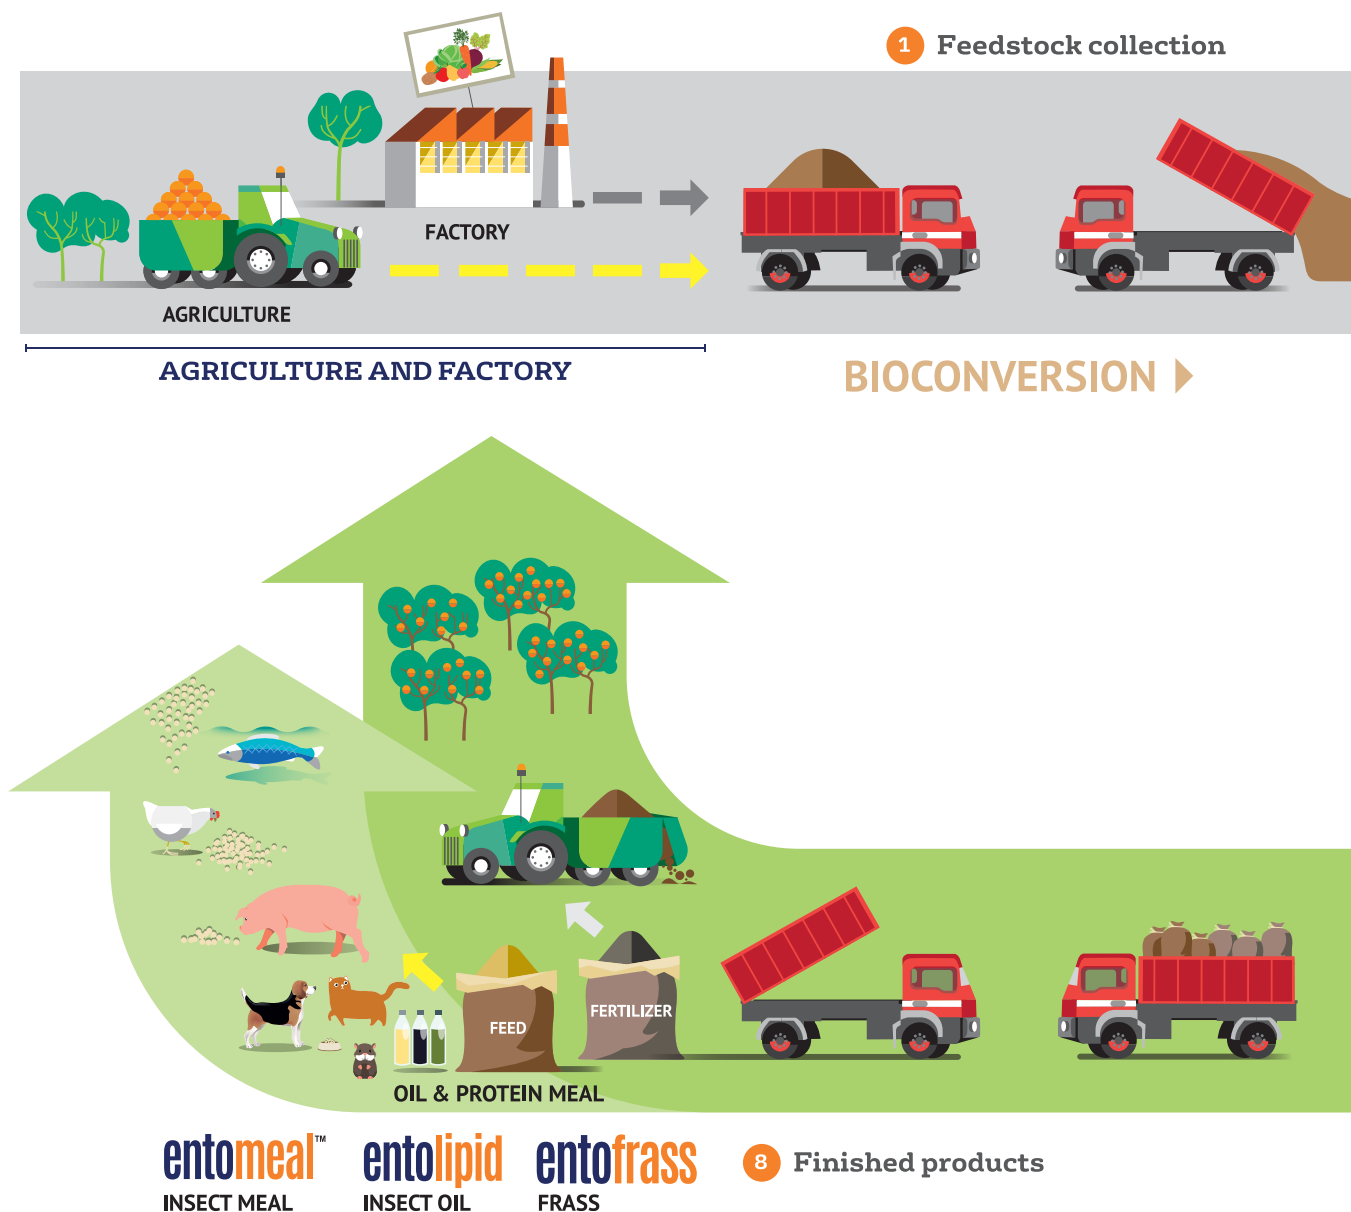 1 Feedstock collection
FACTORY
AGRICULTURE
AGRICULTURE AND FACTORY
BIOCONVERSION
FERTILIZER
FEED
OIL & PROTEIN MEAL
entomeal™ entolipid entofrass
INSECT MEAL INSECT OIL FRASS
8 Finished products